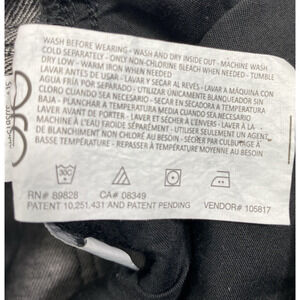 WASH BEFORE WEARING - WASH AND DRY INSIDE OUT - MACHINE WASH
COLD SEPARATELY - ONLY NON-CHLORINE BLEACH WHEN NEEDED - TUMBLE
DRY LOW - WARM IRON WHEN NEEDED
LAVAR ANTES DE USAR - LAVAR Y SECAR AL REVÉS - LAVAR A MÁQUINA CON
AGUA FRÍA POR SEPARADO - UTILIZAR ÚNICAMENTE BLANQUEADOR SIN
CLORO CUANDO SEA NECESARIO - SECAR EN SECADORA A TEMPERATURA
BAJA - PLANCHAR A TEMPERATURA MEDIA CUANDO SEA NECESARIO
LAVER AVANT DE PORTER - LAVER ET SÉCHER À L'ENVERS - LAVER À LA
MACHINE À L'EAU FROIDE SÉPARÉMENT - UTILISER SEULEMENT UN AGENT
DE BLANCHIMENT NON CHLORÉ AU BESOIN - SÉCHER PAR CULBUTAGE À
BASSE TEMPÉRATURE - REPASSER À TEMPÉRATURE MOYENNE AU BESOIN
30C
RN# 89828 CA# 08349
PATENT 10,251,431 AND PATENT PENDING VENDOR# 105817